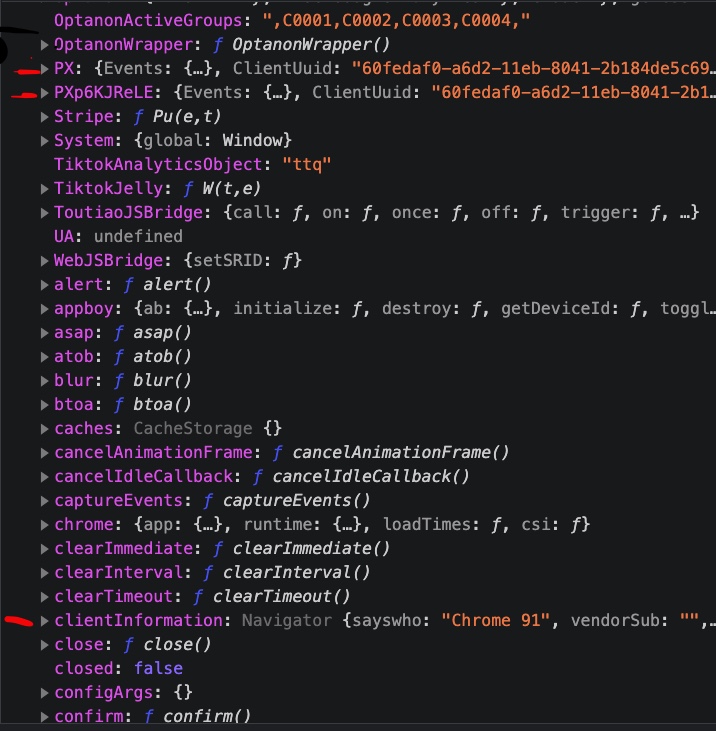 OptanonActiveGroups: ",C0001,C0002,C0003,C0004,"
OptanonWrapper: ƒ OptanonWrapper()
PX: {Events: {…}, ClientUuid: "60fedaf0-a6d2-11eb-8041-2b184de5c69…
PXp6KJReLE: {Events: {…}, ClientUuid: "60fedaf0-a6d2-11eb-8041-2b1…
Stripe: ƒ Pu(e,t)
System: {global: Window}
TiktokAnalyticsObject: "ttq"
TiktokJelly: ƒ W(t,e)
ToutiaoJSBridge: {call: ƒ, on: ƒ, once: ƒ, off: ƒ, trigger: ƒ, …}
UA: undefined
WebJSBridge: {setSRID: ƒ}
alert: ƒ alert()
appboy: {ab: {…}, initialize: ƒ, destroy: ƒ, getDeviceId: ƒ, toggl…
asap: ƒ asap()
atob: ƒ atob()
blur: ƒ blur()
btoa: ƒ btoa()
caches: CacheStorage {}
cancelAnimationFrame: ƒ cancelAnimationFrame()
cancelIdleCallback: ƒ cancelIdleCallback()
captureEvents: ƒ captureEvents()
chrome: {app: {…}, runtime: {…}, loadTimes: ƒ, csi: ƒ}
clearImmediate: ƒ clearImmediate()
clearInterval: ƒ clearInterval()
clearTimeout: ƒ clearTimeout()
clientInformation: Navigator {sayswho: "Chrome 91", vendorSub: "",…
close: ƒ close()
closed: false
configArgs: {}
confirm: ƒ confirm()